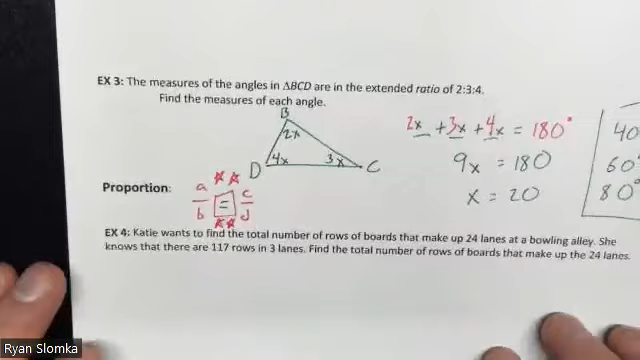 EX 3: The measures of the angles in △BCD are in the extended ratio of 2:3:4.
Find the measures of each angle.
B
2x
D 4x 3x C
2x + 3x + 4x = 180°
9x = 180
x = 20
40
60
80°
Proportion: a/b = c/d
EX 4: Katie wants to find the total number of rows of boards that make up 24 lanes at a bowling alley. She
knows that there are 117 rows in 3 lanes. Find the total number of rows of boards that make up the 24 lanes.
Ryan Slomka